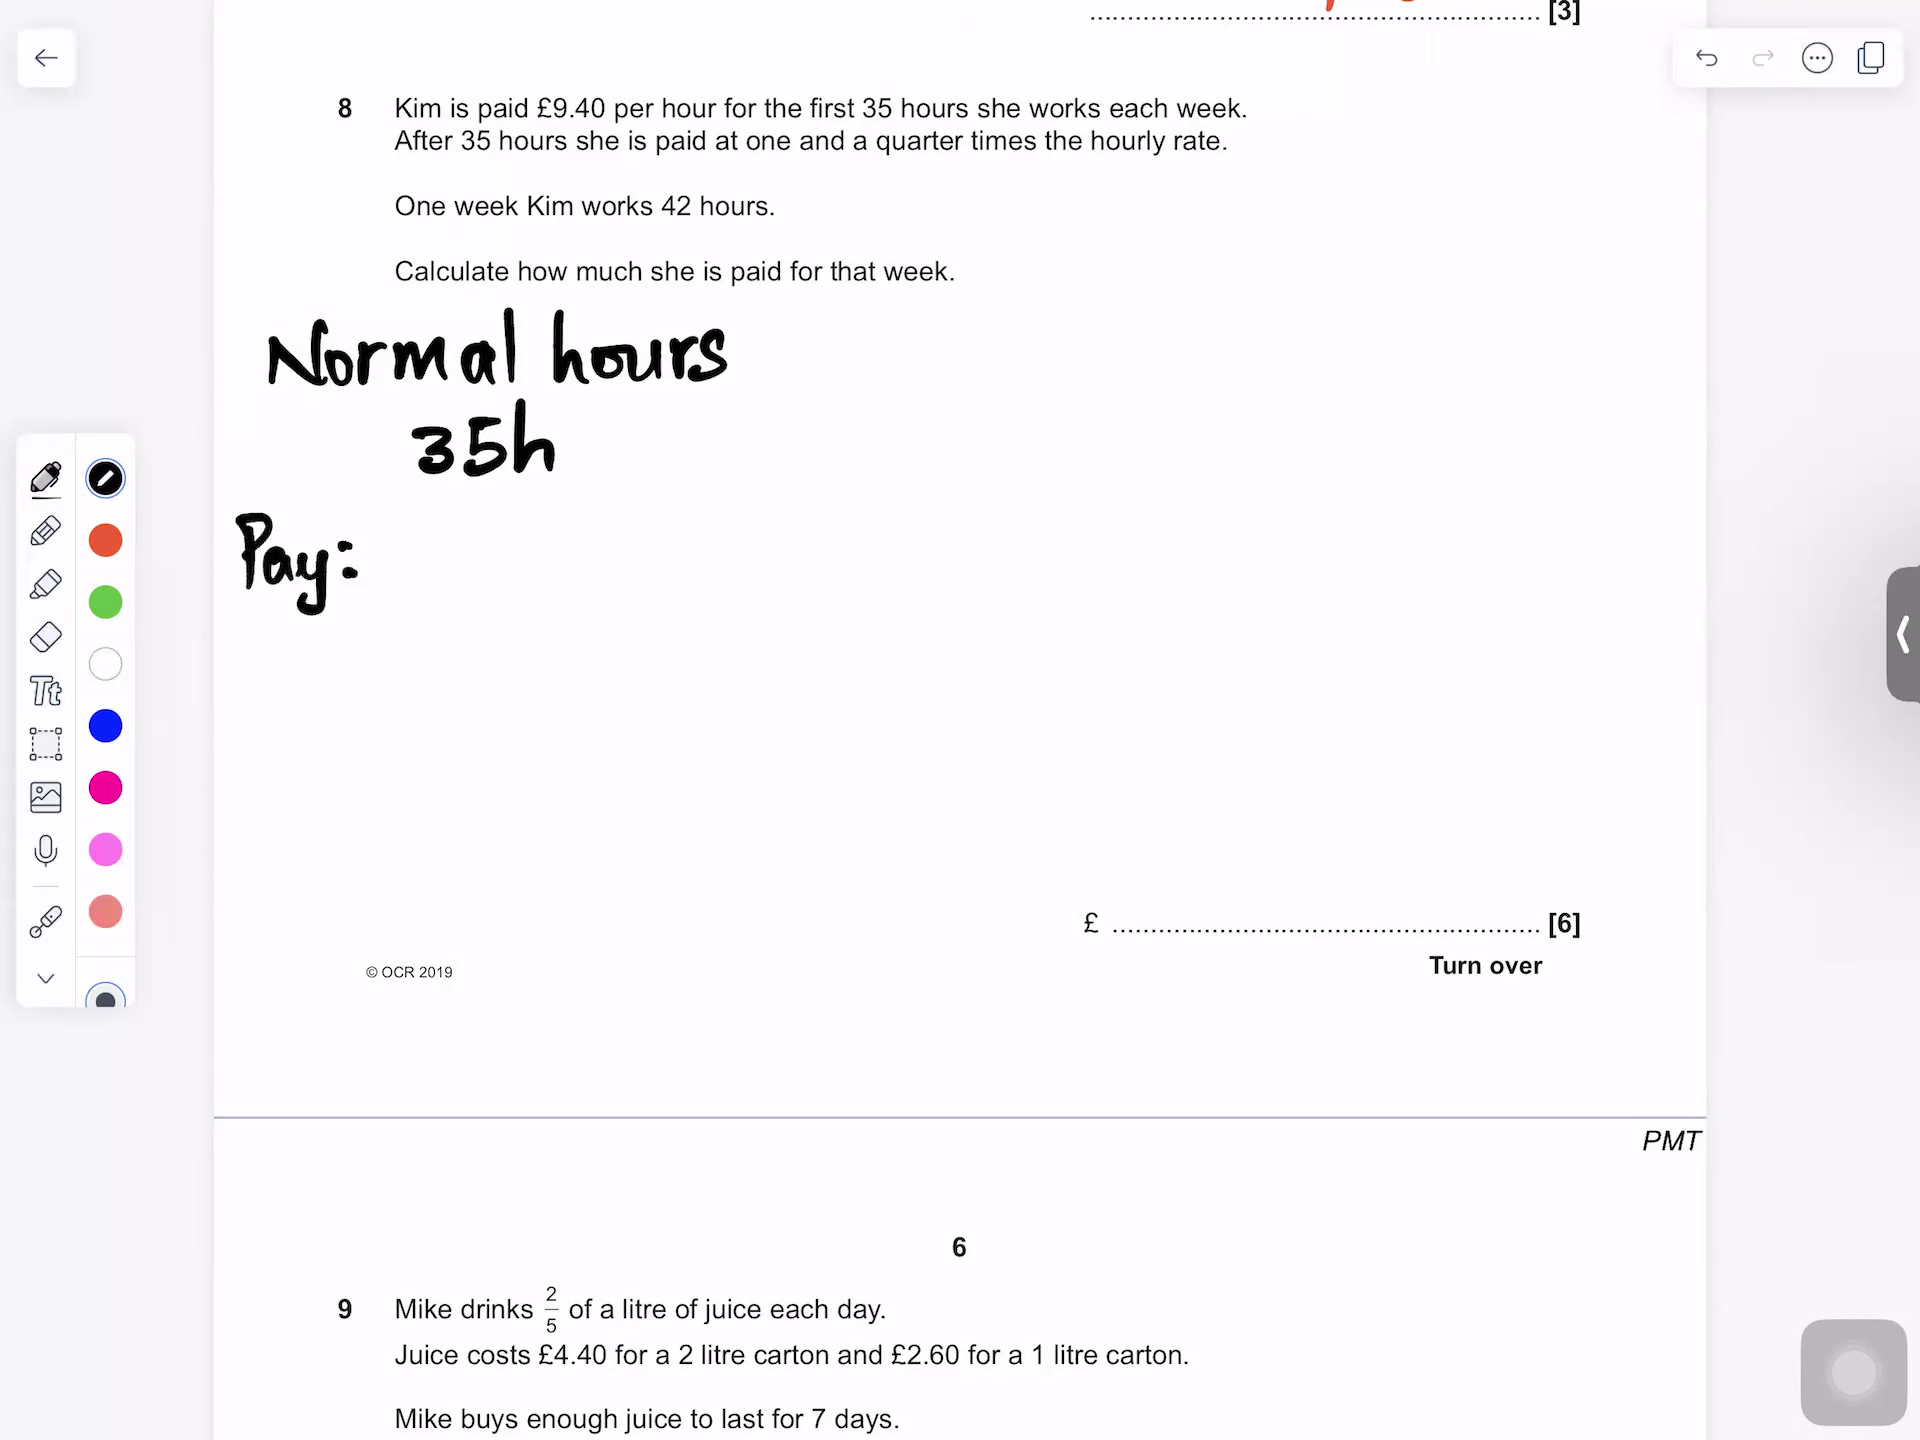 [3]
8 Kim is paid £9.40 per hour for the first 35 hours she works each week.
After 35 hours she is paid at one and a quarter times the hourly rate.
One week Kim works 42 hours.
Calculate how much she is paid for that week.
Normal hours
35h
Pay:
Tt
£ ........................................................ [6]
Turn over
© OCR 2019
PMT
6
9 Mike drinks 2/5 of a litre of juice each day.
Juice costs £4.40 for a 2 litre carton and £2.60 for a 1 litre carton.
Mike buys enough juice to last for 7 days.